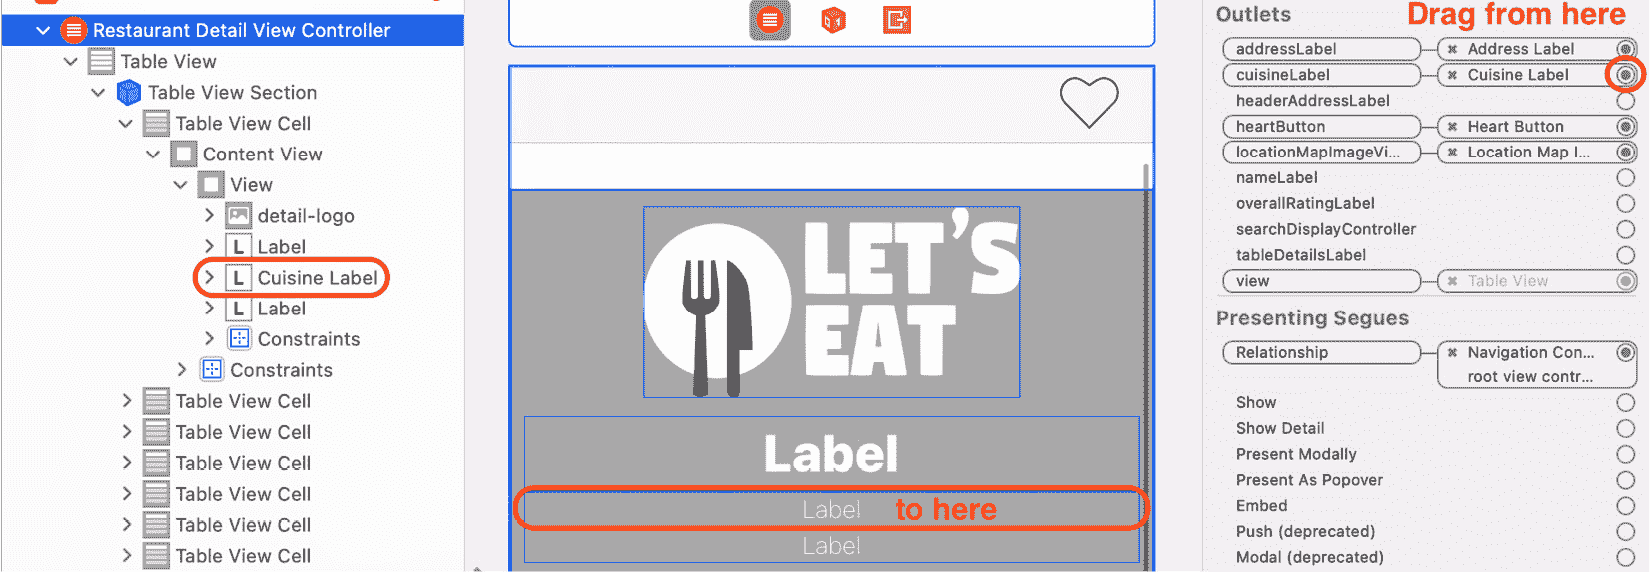 Restaurant Detail View Controller
Table View
Table View Section
Table View Cell
Content View
View
detail-logo
L Label
L Cuisine Label
L Label
Constraints
Constraints
Table View Cell
Table View Cell
Table View Cell
Table View Cell
Table View Cell
Table View Cell
LET'S
EAT
Label
Label to here
Label
Outlets Drag from here
addressLabel Address Label
cuisineLabel Cuisine Label
headerAddressLabel
heartButton Heart Button
locationMapImageVi... Location Map I...
nameLabel
overallRatingLabel
searchDisplayController
tableDetailsLabel
view Table View
Presenting Segues
Relationship Navigation Con...
root view contr...
Show
Show Detail
Present Modally
Present As Popover
Embed
Push (deprecated)
Modal (deprecated)